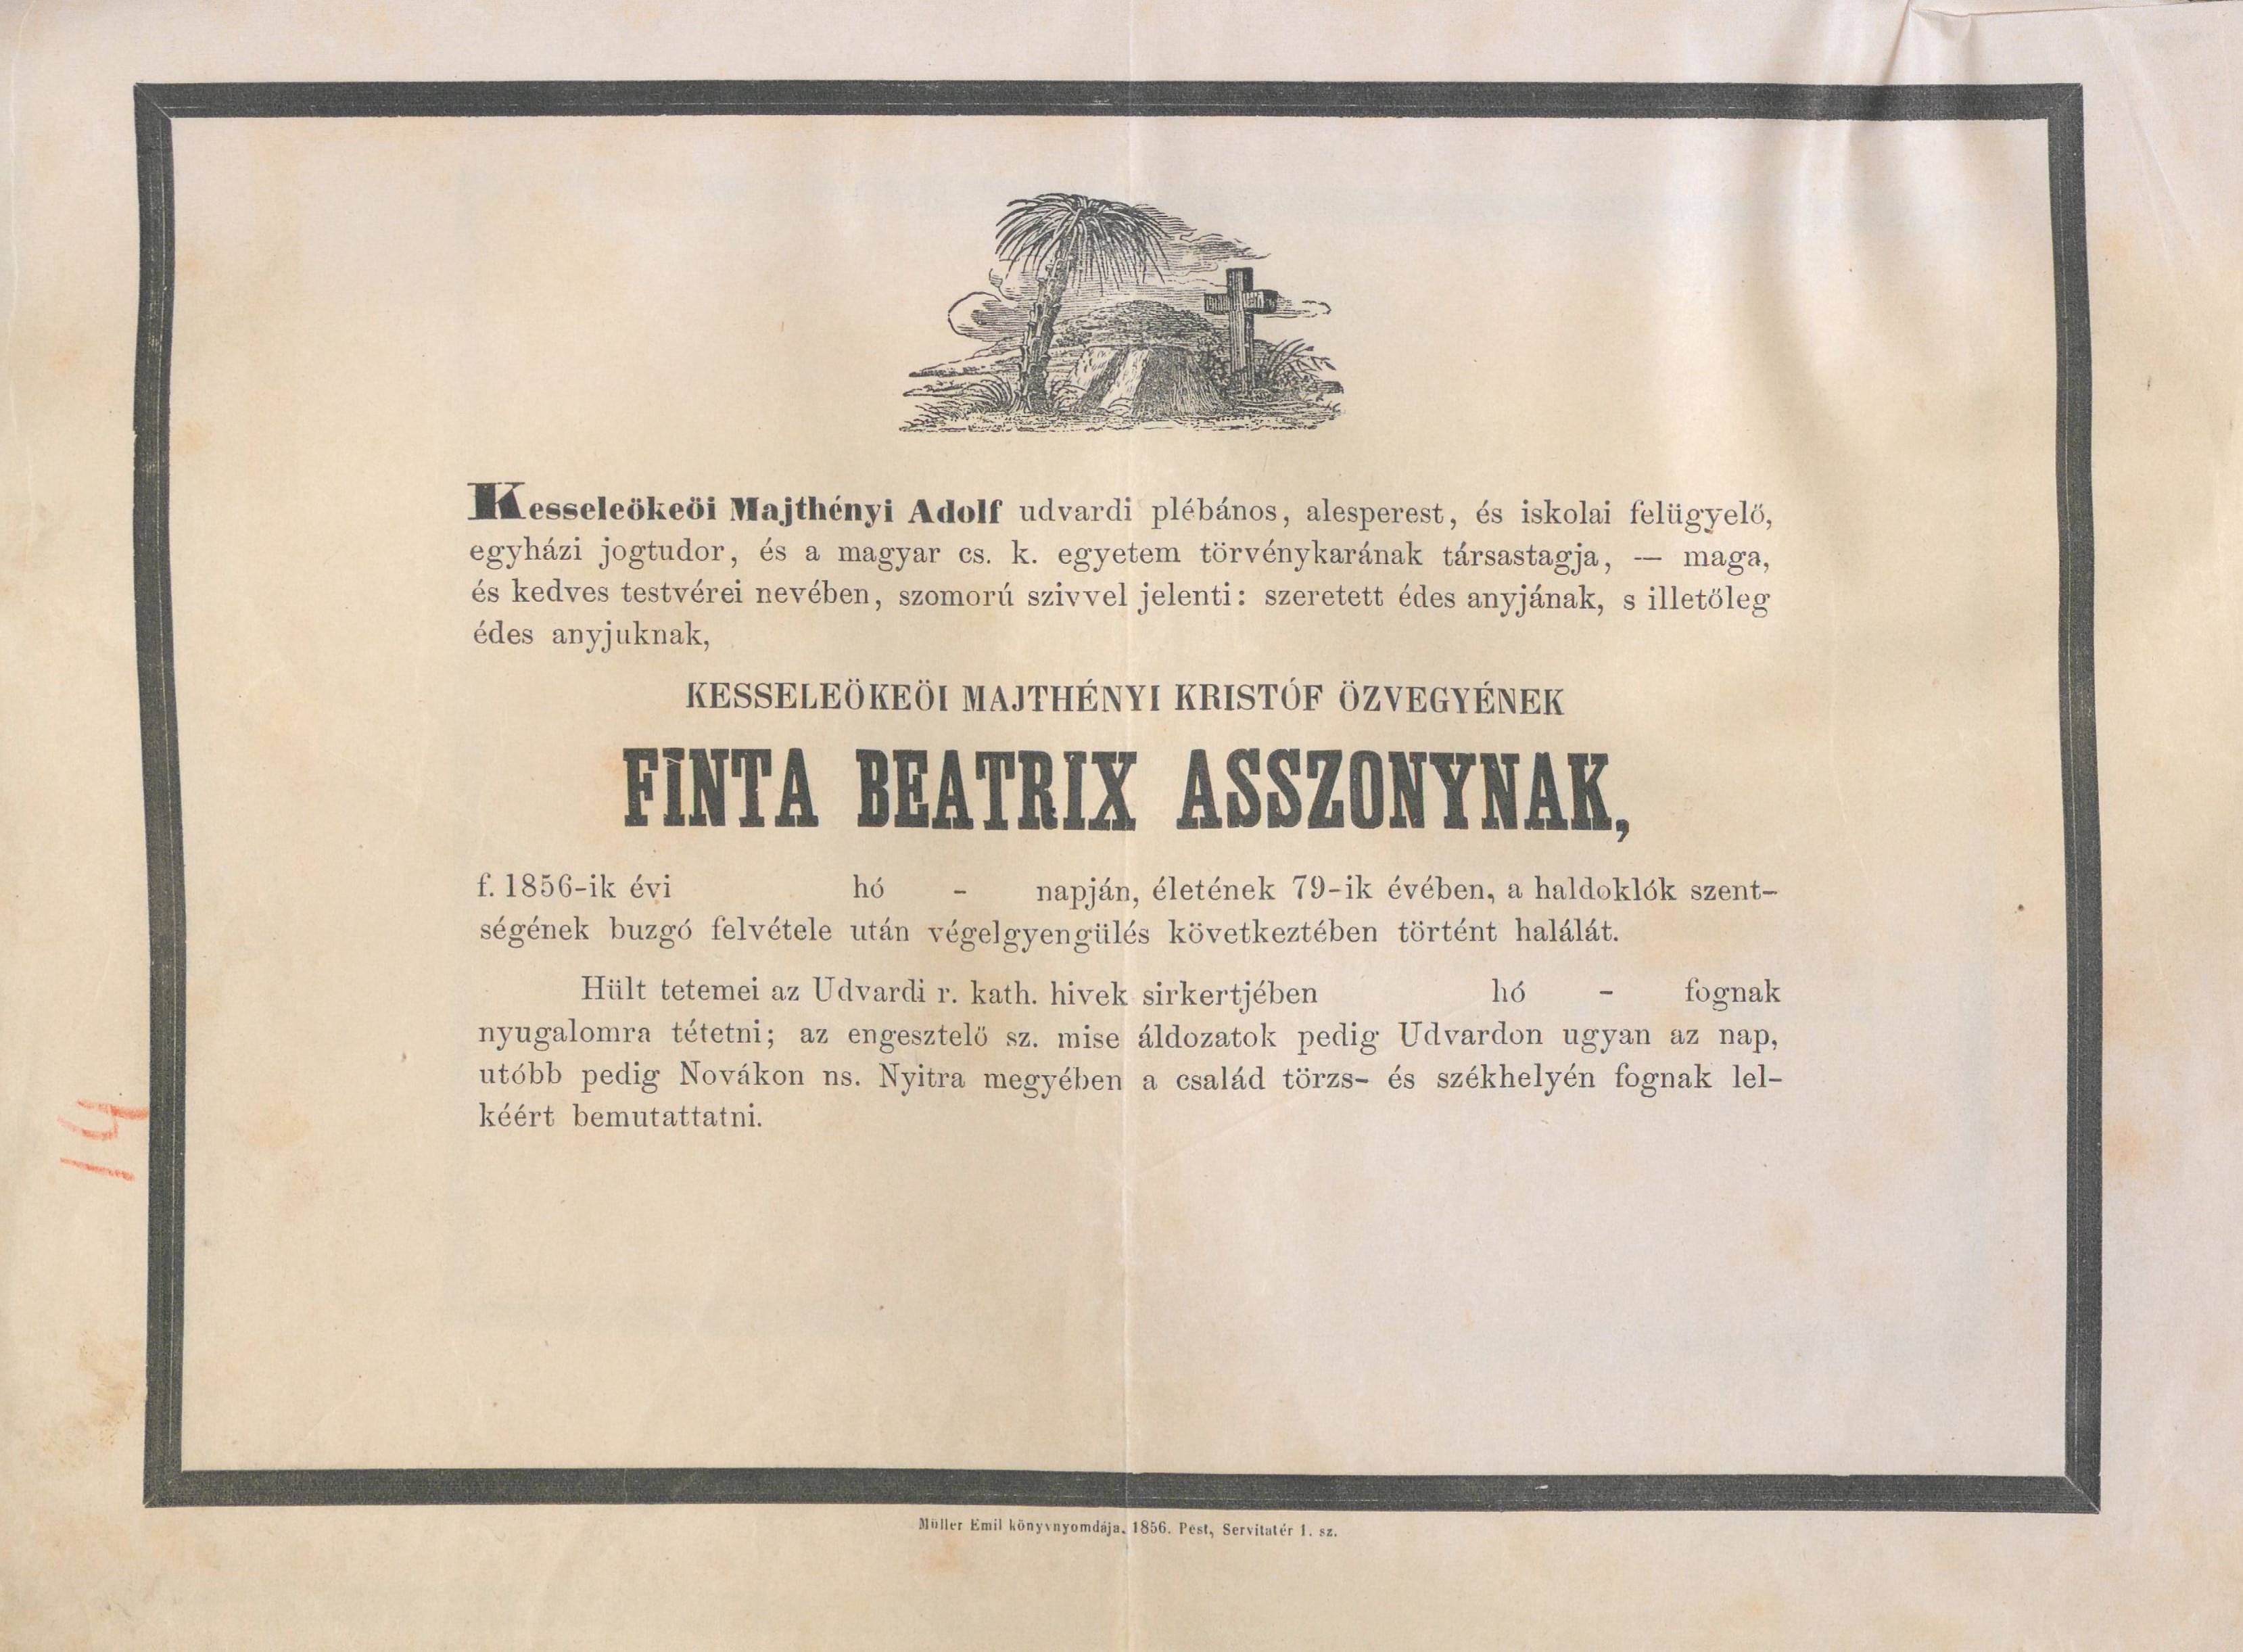 Kesseleökeöi Majthényi Adolf udvardi plébános, alesperest, és iskolai felügyelő,
egyházi jogtudor, és a magyar cs. k. egyetem törvénykarának társastagja, — maga,
és kedves testvérei nevében, szomorú szivvel jelenti: szeretett édes anyjának, s illetőleg
édes anyjuknak,
KESSELEÖKEÖI MAJTHÉNYI KRISTÓF ÖZVEGYÉNEK
FINTA BEATRIX ASSZONYNAK,
f. 1856-ik évi hó - napján, életének 79-ik évében, a haldoklók szent-
ségének buzgó felvétele után végelgyengülés következtében történt halálát.
Hült tetemei az Udvardi r. kath. hivek sirkertjében hó - fognak
nyugalomra tétetni; az engesztelő sz. mise áldozatok pedig Udvardon ugyan az nap,
utóbb pedig Novákon ns. Nyitra megyében a család törzs- és székhelyén fognak lel-
kéért bemutattatni.
14
Müller Emil könyvnyomdája. 1856. Pest, Servitatér 1. sz.